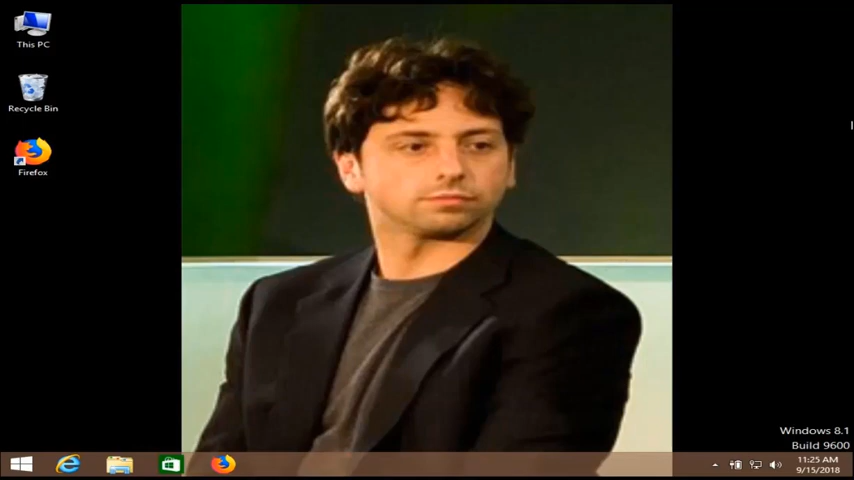 This PC
Recycle Bin
Firefox
Windows 8.1
Build 9600
11:25 AM
9/15/2018